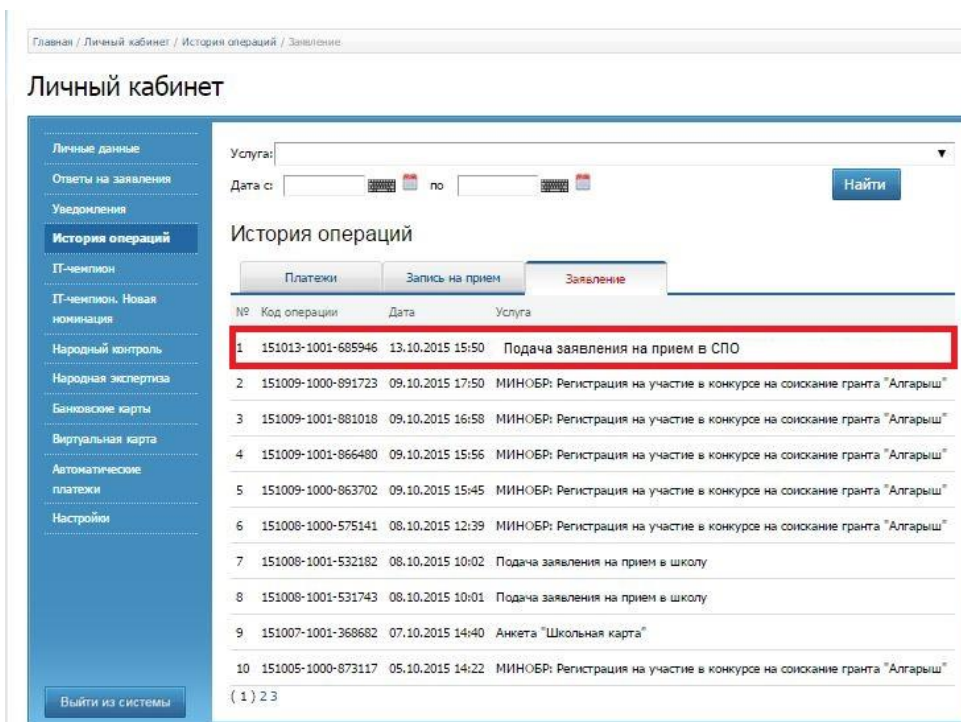 Главная / Личный кабинет / История операций / Заявление
Личный кабинет
Личные данные
Ответы на заявления
Уведомления
История операций
IT-чемпион
IT-чемпион. Новая
номинация
Народный контроль
Народная экспертиза
Банковские карты
Виртуальная карта
Автоматические
платежи
Настройки
Выйти из системы
Услуга:
Дата с: по Найти
История операций
Платежи Запись на прием Заявление
№ Код операции Дата Услуга
1 151013-1001-685946 13.10.2015 15:50 Подача заявления на прием в СПО
2 151009-1000-891723 09.10.2015 17:50 МИНОБР: Регистрация на участие в конкурсе на соискание гранта "Алгарыш"
3 151009-1001-881018 09.10.2015 16:58 МИНОБР: Регистрация на участие в конкурсе на соискание гранта "Алгарыш"
4 151009-1001-866480 09.10.2015 15:56 МИНОБР: Регистрация на участие в конкурсе на соискание гранта "Алгарыш"
5 151009-1000-863702 09.10.2015 15:45 МИНОБР: Регистрация на участие в конкурсе на соискание гранта "Алгарыш"
6 151008-1000-575141 08.10.2015 12:39 МИНОБР: Регистрация на участие в конкурсе на соискание гранта "Алгарыш"
7 151008-1001-532182 08.10.2015 10:02 Подача заявления на прием в школу
8 151008-1001-531743 08.10.2015 10:01 Подача заявления на прием в школу
9 151007-1001-368682 07.10.2015 14:40 Анкета "Школьная карта"
10 151005-1000-873117 05.10.2015 14:22 МИНОБР: Регистрация на участие в конкурсе на соискание гранта "Алгарыш"
( 1 ) 2 3